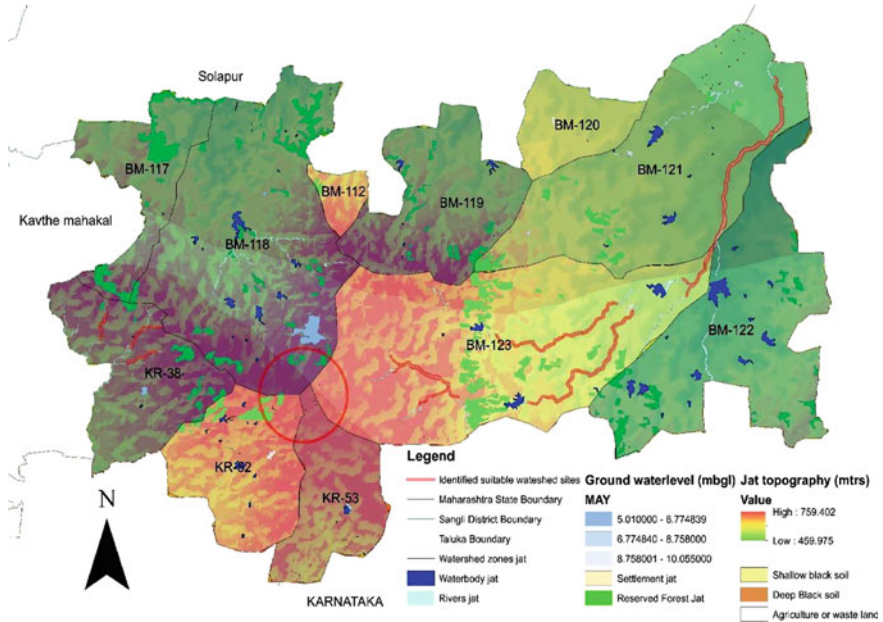 Solapur
BM-120
BM-117
BM-112
BM-121
BM-119
Kavthe mahakal
BM-118
BM-122
BM-123
KR-38
KR-52
KR-53
N
KARNATAKA
Legend
Identified suitable wateshed sites
Maharashtra State Boundary
Sangli District Boundary
Taluka Boundary
Watershed zones jat
Waterbody jat
Rivers jat
Ground waterlevel (mbgl)
MAY
5.010000 - 6.774839
6.774840 - 8.758000
8.758001 - 10.055000
Settlement jat
Reserved Forest Jat
Jat topography (mtrs)
Value
High : 759.402
Low : 459.975
Shallow black soil
Deep Black soil
Agriculture or waste land